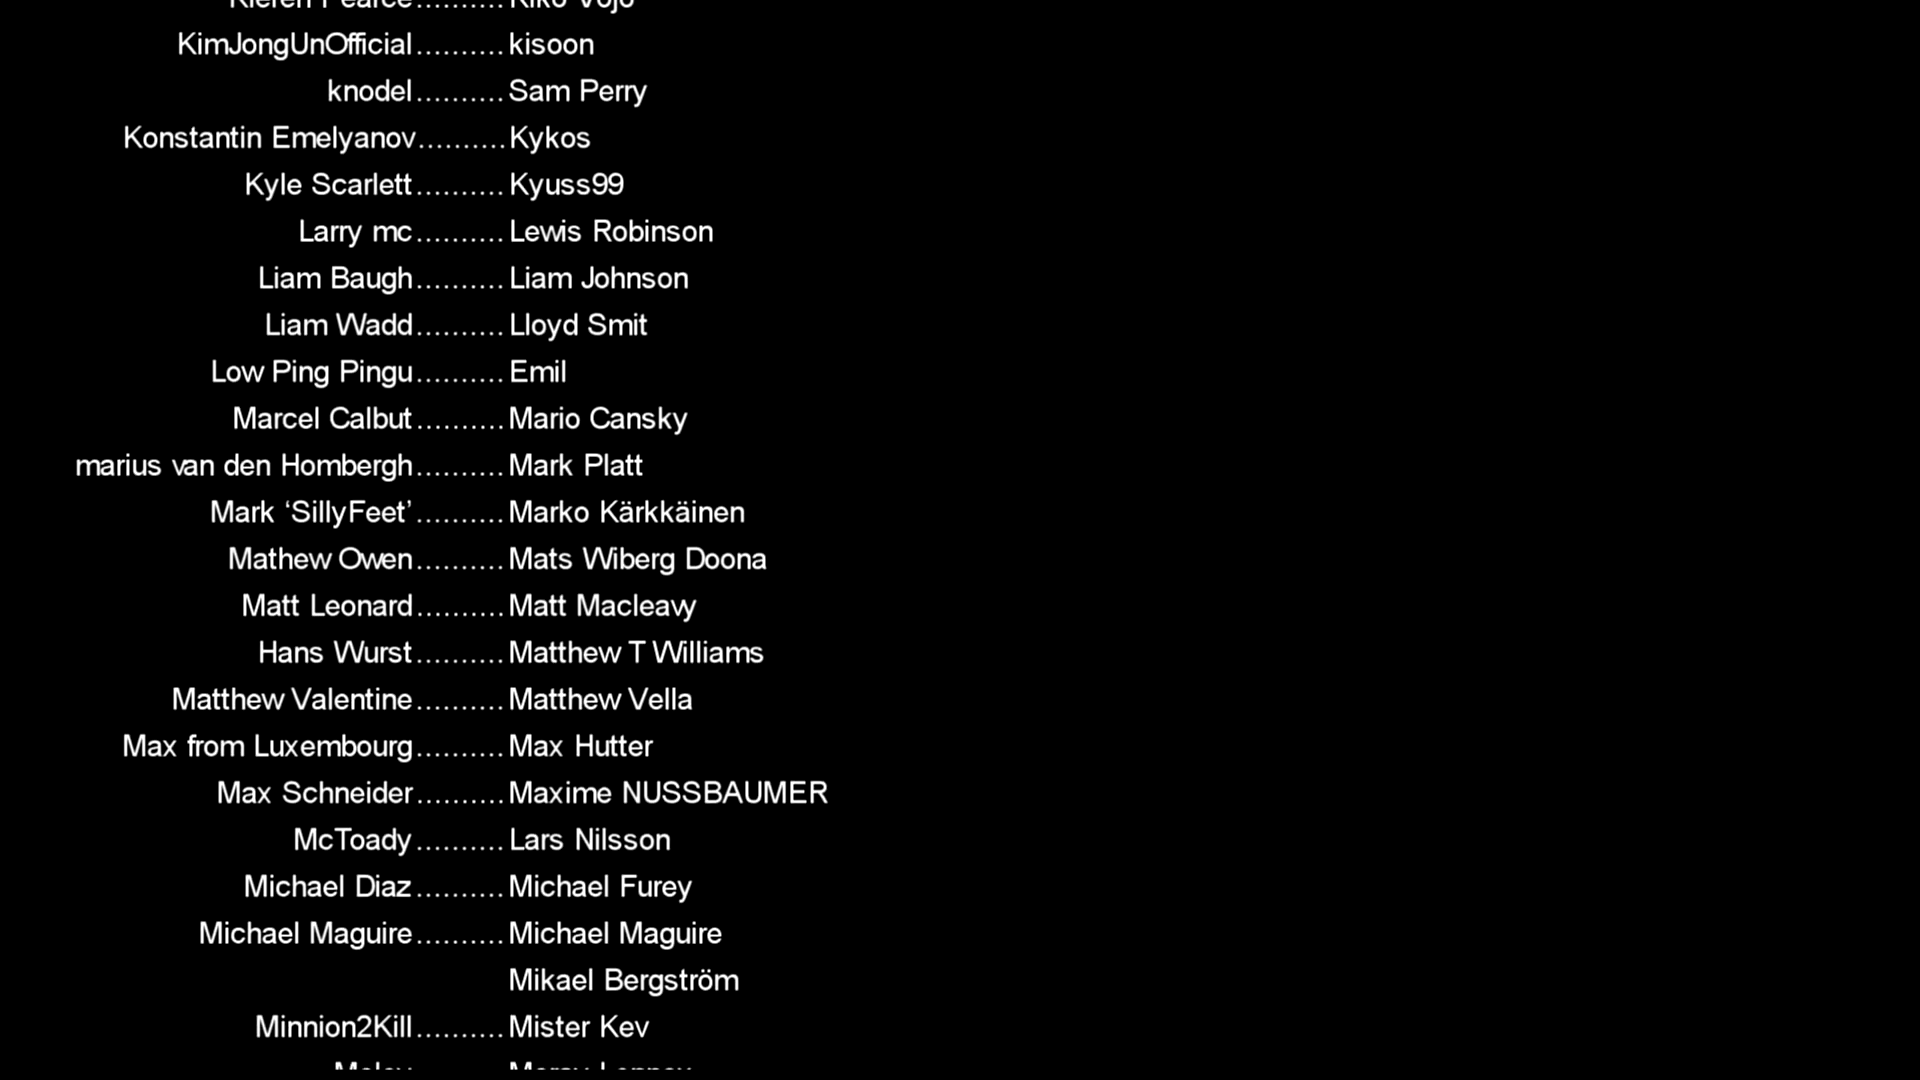 Kieren Pearce..........Kiko Vojo
KimJongUnOfficial..........kisoon
knodel..........Sam Perry
Konstantin Emelyanov..........Kykos
Kyle Scarlett..........Kyuss99
Larry mc..........Lewis Robinson
Liam Baugh..........Liam Johnson
Liam Wadd..........Lloyd Smit
Low Ping Pingu..........Emil
Marcel Calbut..........Mario Cansky
marius van den Hombergh..........Mark Platt
Mark ‘SillyFeet’..........Marko Kärkkäinen
Mathew Owen..........Mats Wiberg Doona
Matt Leonard..........Matt Macleavy
Hans Wurst..........Matthew T Williams
Matthew Valentine..........Matthew Vella
Max from Luxembourg..........Max Hutter
Max Schneider..........Maxime NUSSBAUMER
McToady..........Lars Nilsson
Michael Diaz..........Michael Furey
Michael Maguire..........Michael Maguire
Mikael Bergström
Minnion2Kill..........Mister Kev